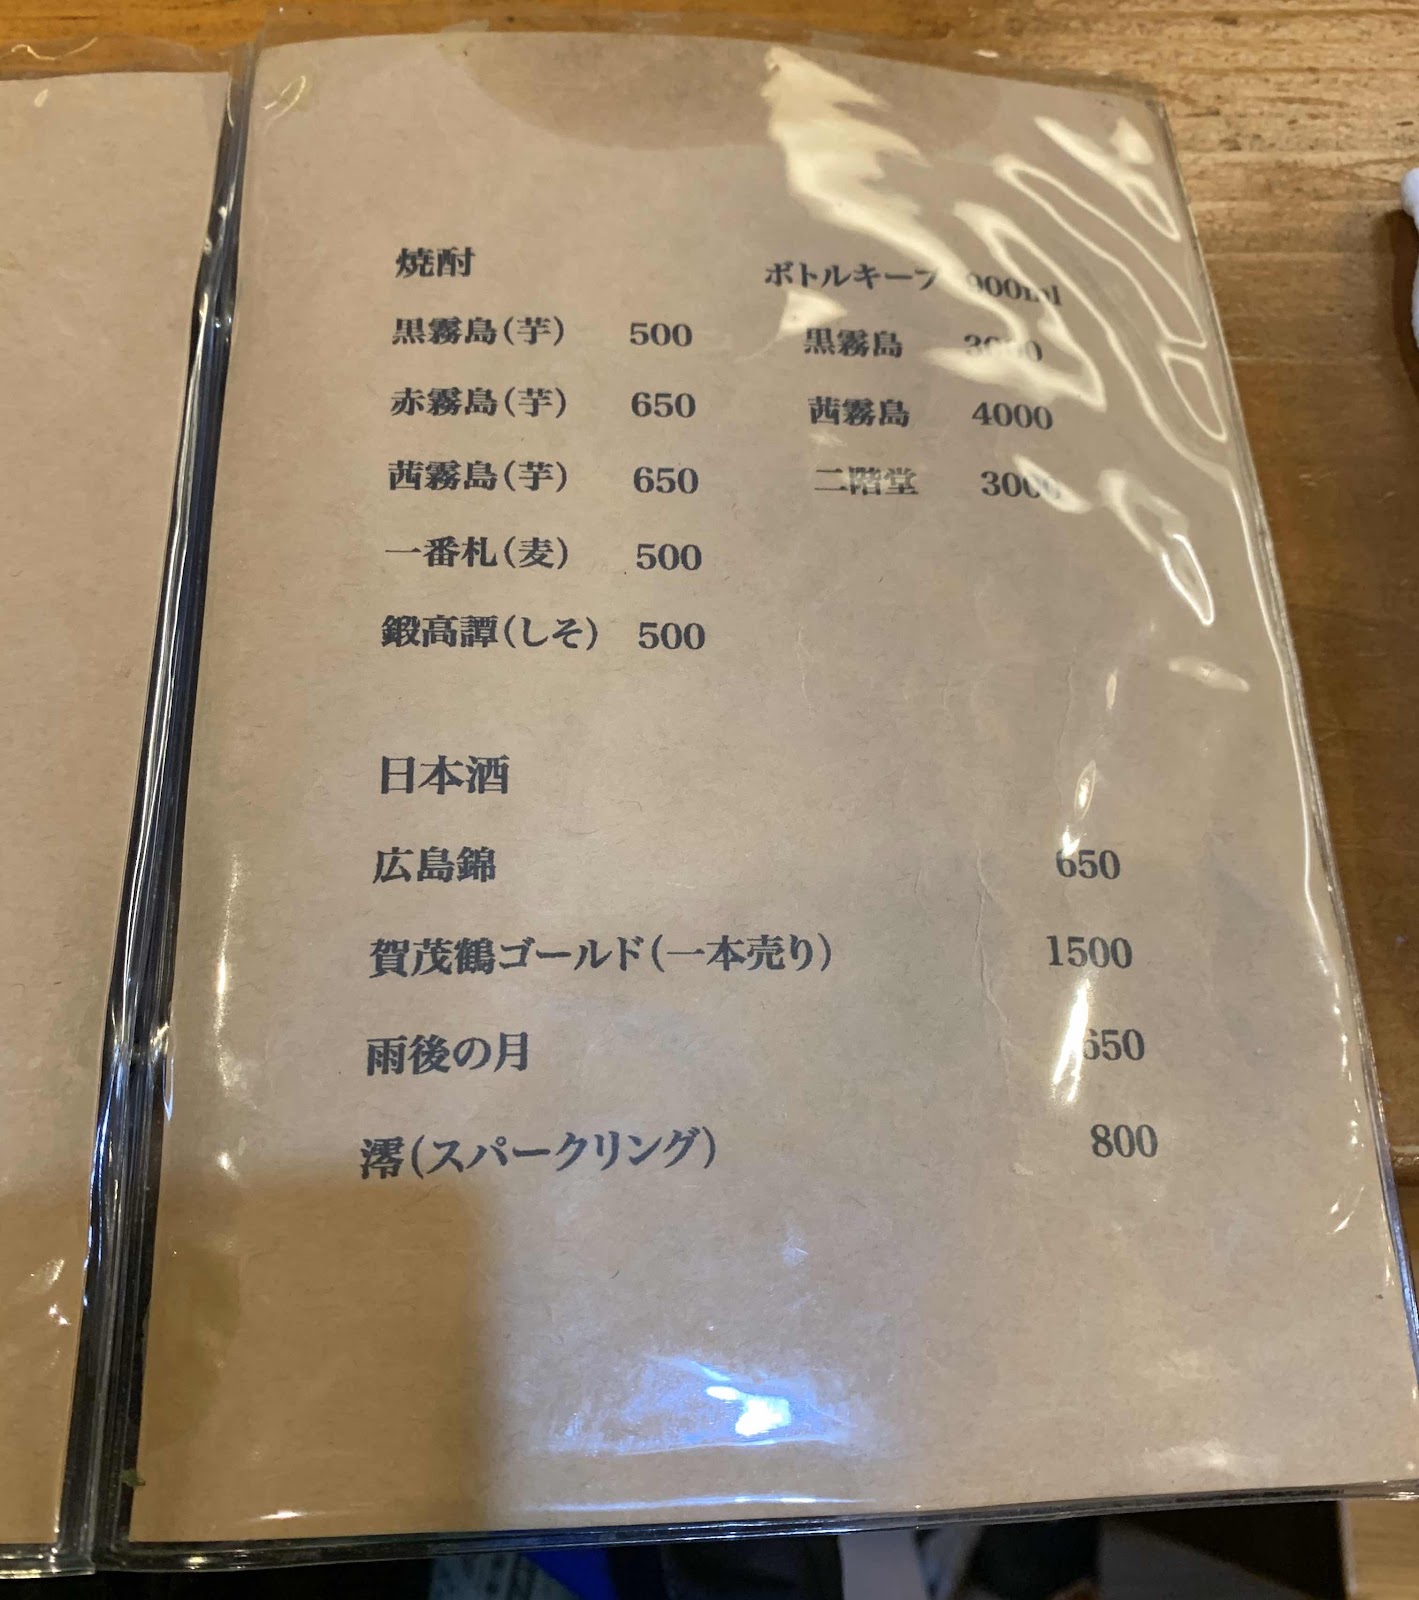 焼酎
黒霧島(芋) 500
赤霧島(芋) 650
茜霧島(芋) 650
一番札(麦) 500
鍛高譚(しそ) 500
ボトルキープ 900ml
黒霧島 3000
茜霧島 4000
二階堂 3000
日本酒
広島錦 650
賀茂鶴ゴールド(一本売り) 1500
雨後の月 650
澪(スパークリング) 800